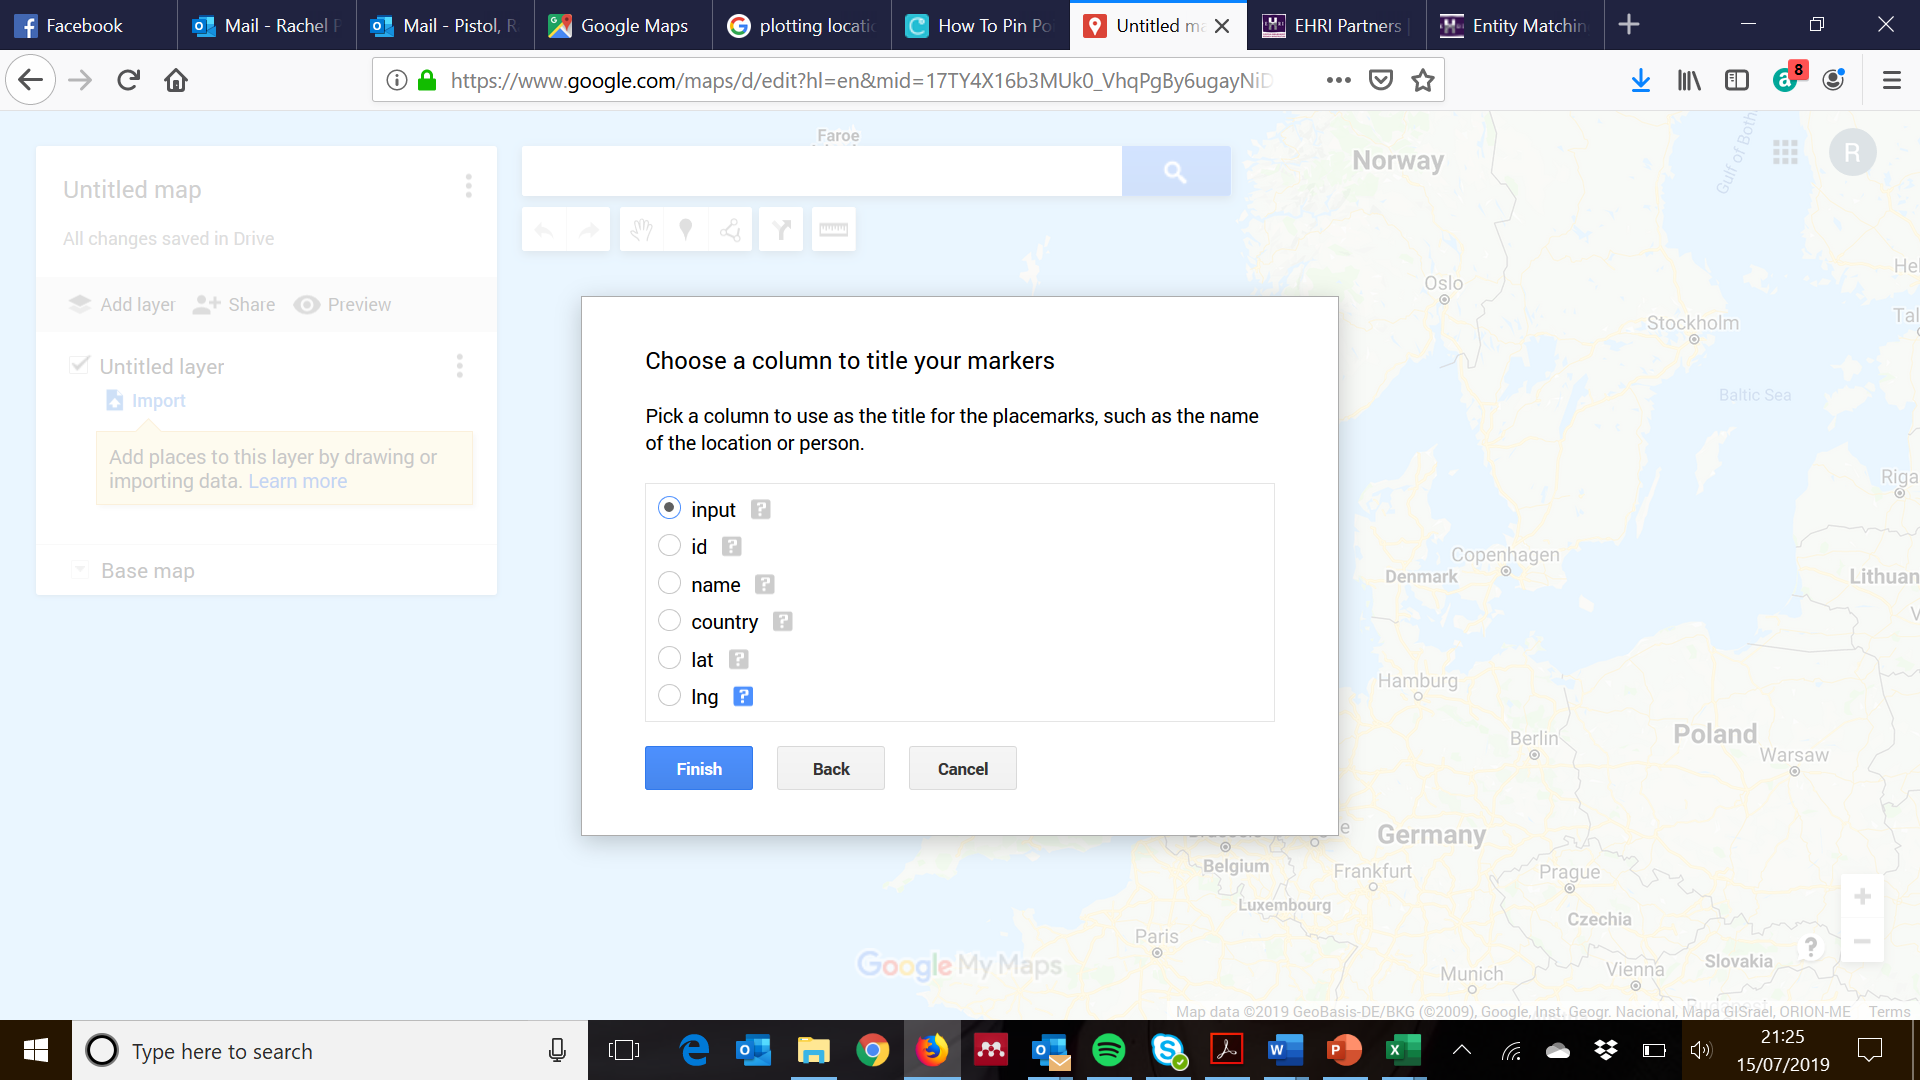 Facebook
Mail - Rachel P
Mail - Pistol, R
Google Maps
plotting locatic
How To Pin Po
Untitled ma
EHRI Partners
Entity Matchin
https://www.google.com/maps/d/edit?hl=en&mid=17TY4X16b3MUk0_VhqPgBy6ugayNiD
8
Untitled map
All changes saved in Drive
Add layer
Share
Preview
Untitled layer
Import
Add places to this layer by drawing or
importing data. Learn more
Base map
R
Choose a column to title your markers
Pick a column to use as the title for the placemarks, such as the name
of the location or person.
input ?
id ?
name ?
country ?
lat ?
lng ?
Finish
Back
Cancel
Faroe
Norway
Gulf of Both
Oslo
Hel
Stockholm
Tal
Baltic Sea
Riga
Copenhagen
Denmark
Lithuan
Hamburg
Berlin
Poland
Warsaw
Germany
Belgium
Frankfurt
Prague
Luxembourg
Czechia
Paris
Slovakia
Munich
Vienna
Google My Maps
+
?
−
Map data ©2019 GeoBasis-DE/BKG (©2009), Google, Inst. Geogr. Nacional, Mapa GISrael, ORION-ME
Terms
Type here to search
21:25
15/07/2019